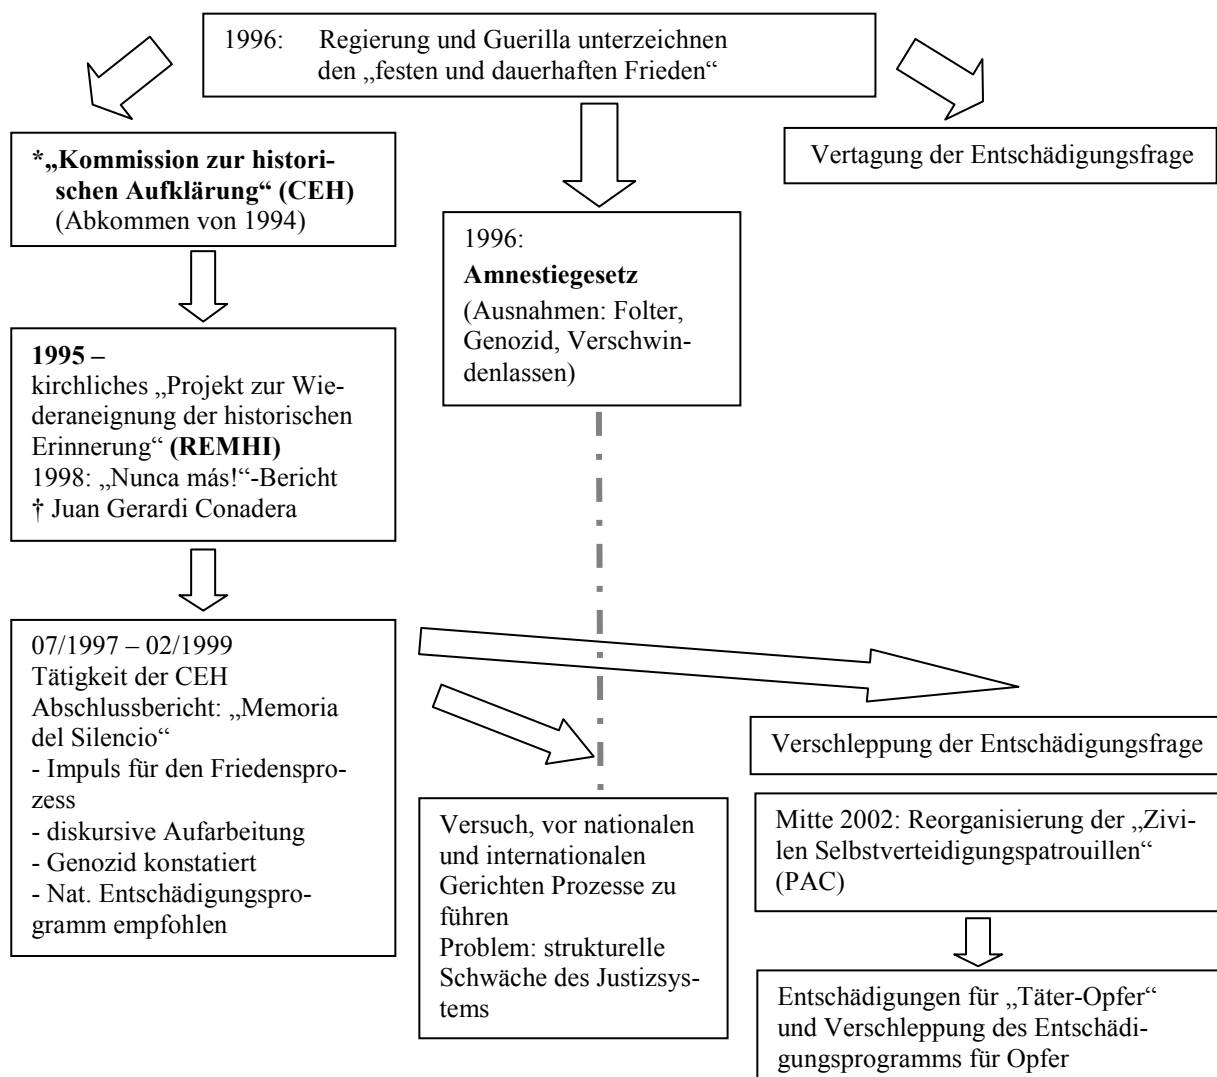 1996: Regierung und Guerilla unterzeichnen
den „festen und dauerhaften Frieden“
*„Kommission zur histori-
schen Aufklärung“ (CEH)
(Abkommen von 1994)
Vertagung der Entschädigungsfrage
1996:
Amnestiegesetz
(Ausnahmen: Folter,
Genozid, Verschwin-
denlassen)
1995 –
kirchliches „Projekt zur Wie-
deraneignung der historischen
Erinnerung“ (REMHI)
1998: „Nunca más!“-Bericht
† Juan Gerardi Conadera
07/1997 – 02/1999
Tätigkeit der CEH
Abschlussbericht: „Memoria
del Silencio“
- Impuls für den Friedenspro-
zess
- diskursive Aufarbeitung
- Genozid konstatiert
- Nat. Entschädigungspro-
gramm empfohlen
Versuch, vor nationalen
und internationalen
Gerichten Prozesse zu
führen
Problem: strukturelle
Schwäche des Justizsys-
tems
Verschleppung der Entschädigungsfrage
Mitte 2002: Reorganisierung der „Zivi-
len Selbstverteidigungspatrouillen“
(PAC)
Entschädigungen für „Täter-Opfer“
und Verschleppung des Entschädi-
gungsprogramms für Opfer